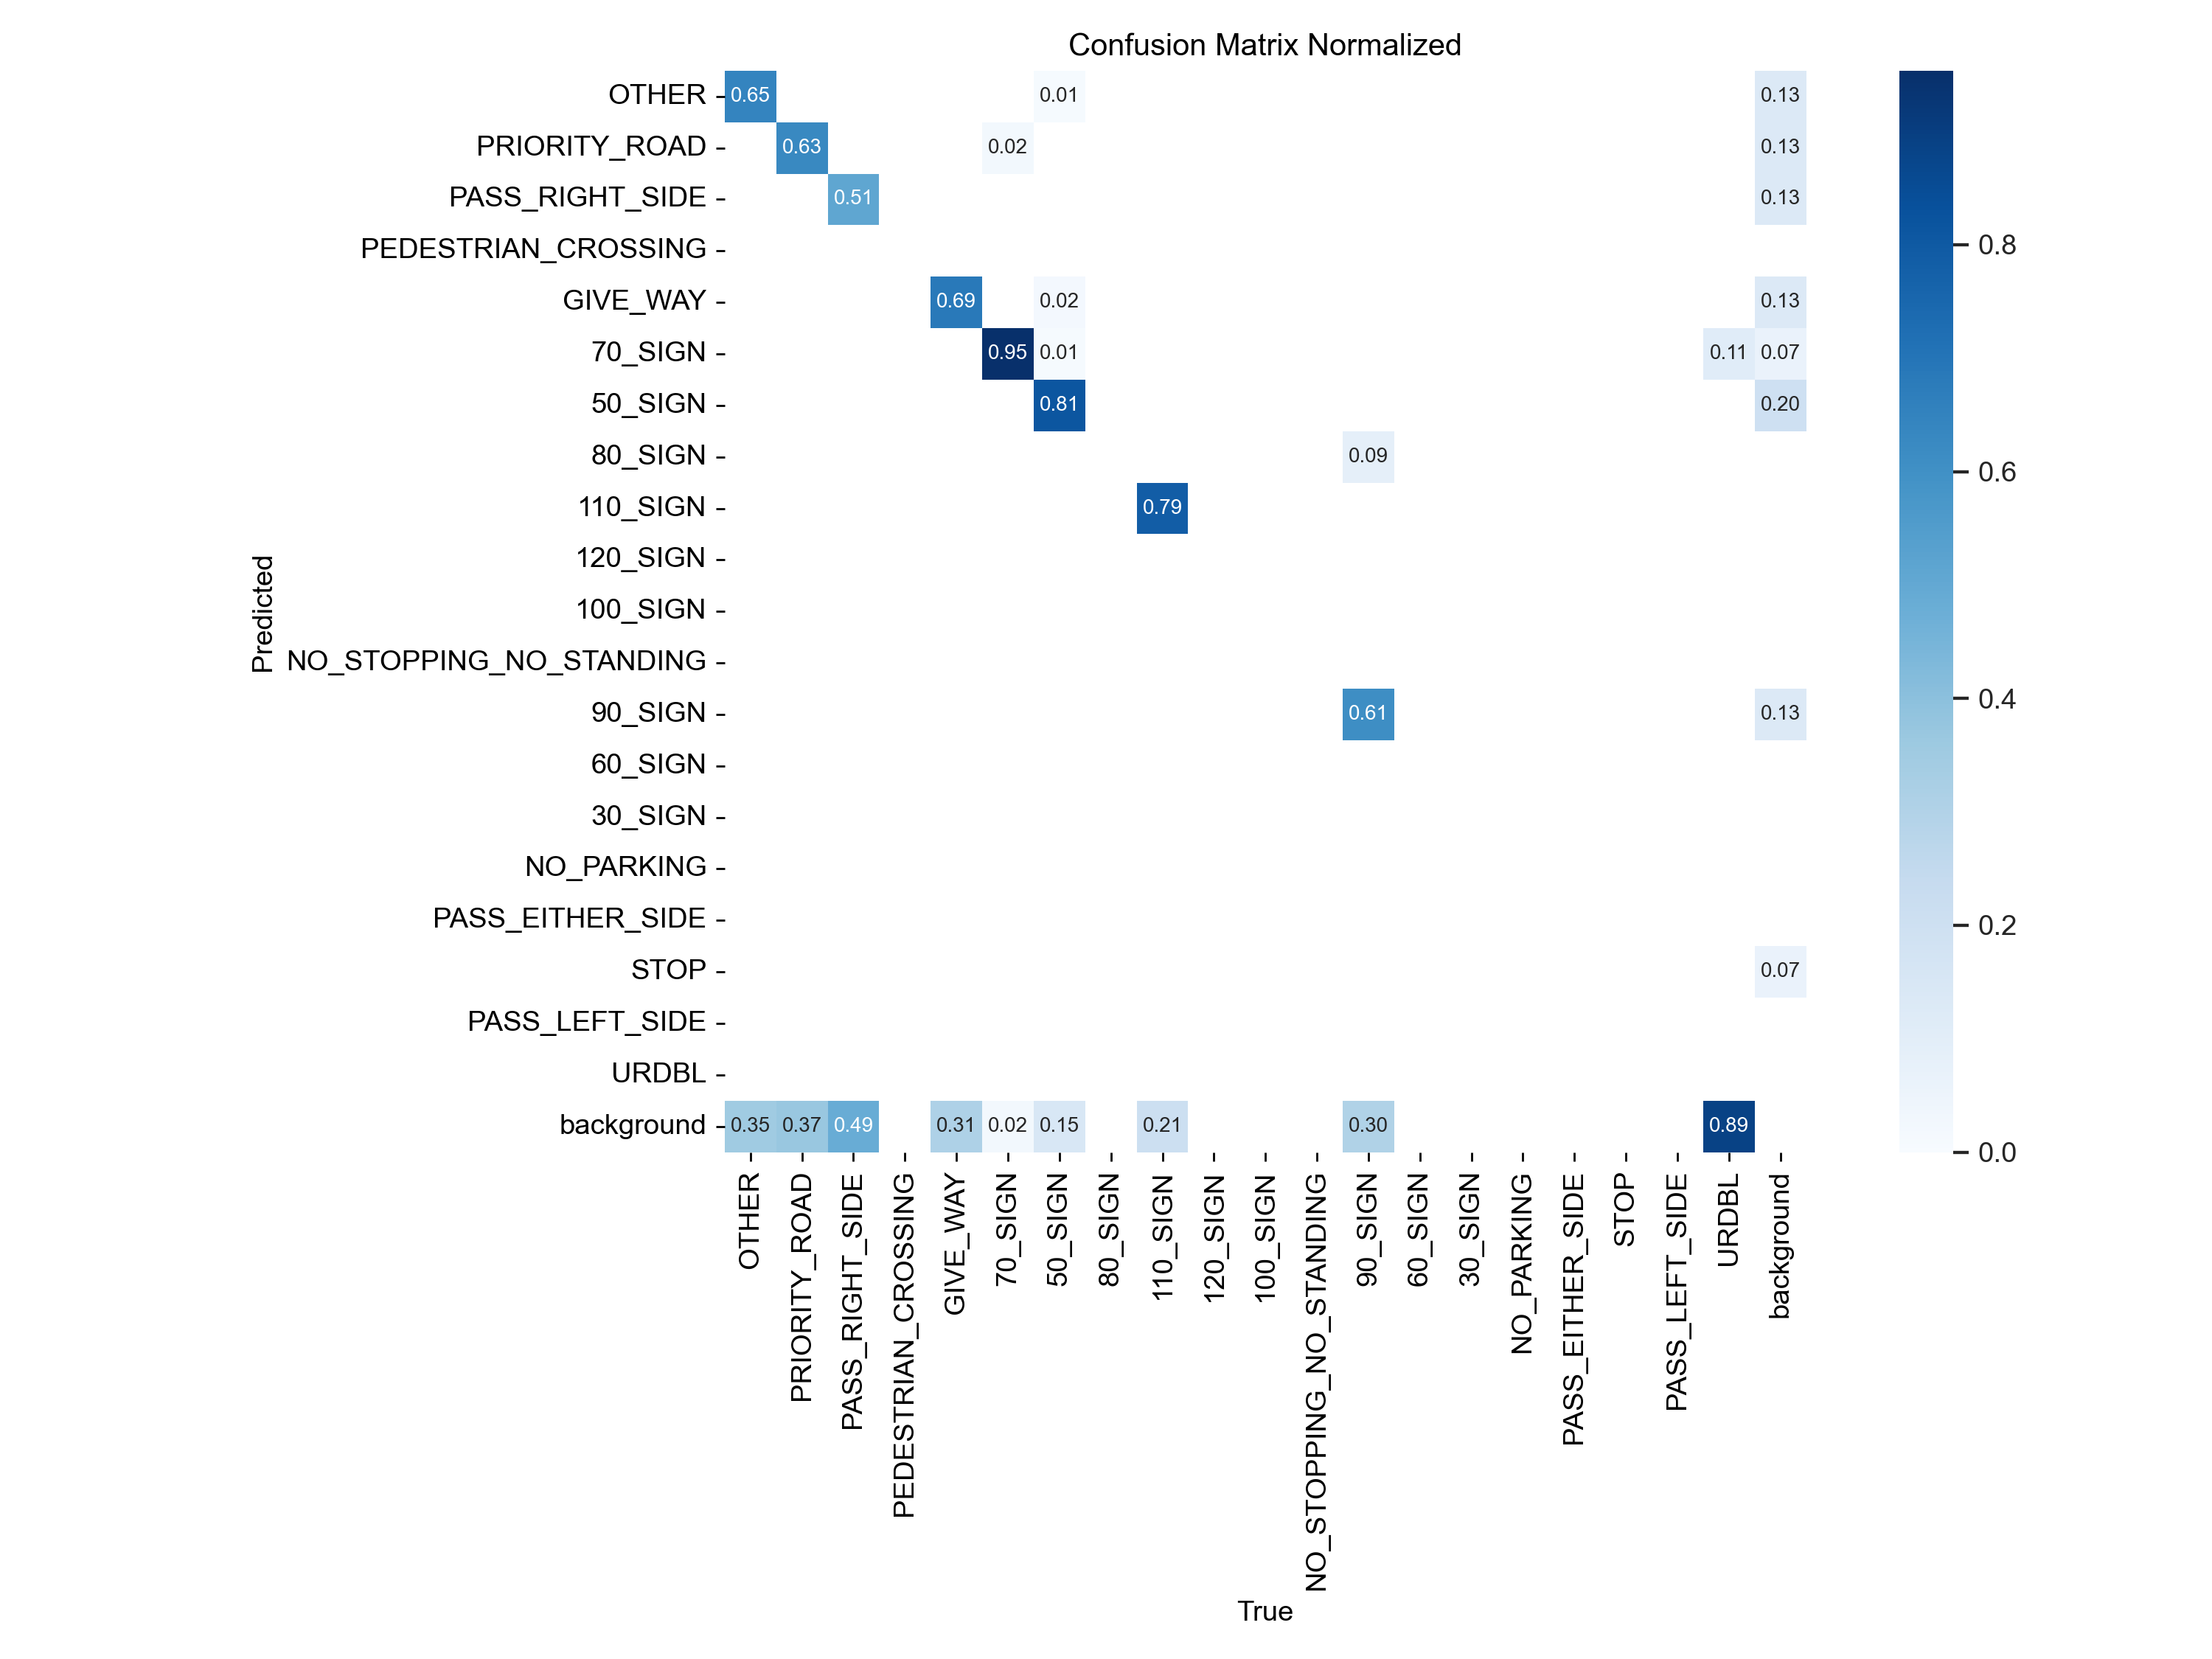 Confusion Matrix Normalized
OTHER 0.65 0.01 0.13
PRIORITY_ROAD 0.63 0.02 0.13
PASS_RIGHT_SIDE 0.51 0.13
PEDESTRIAN_CROSSING
GIVE_WAY 0.69 0.02 0.13
70_SIGN 0.95 0.01 0.11 0.07
50_SIGN 0.81 0.20
80_SIGN 0.09
110_SIGN 0.79
120_SIGN
100_SIGN
NO_STOPPING_NO_STANDING
90_SIGN 0.61 0.13
60_SIGN
30_SIGN
NO_PARKING
PASS_EITHER_SIDE
STOP 0.07
PASS_LEFT_SIDE
URDBL
background 0.35 0.37 0.49 0.31 0.02 0.15 0.21 0.30 0.89
Predicted
OTHER
PRIORITY_ROAD
PASS_RIGHT_SIDE
PEDESTRIAN_CROSSING
GIVE_WAY
70_SIGN
50_SIGN
80_SIGN
110_SIGN
120_SIGN
100_SIGN
NO_STOPPING_NO_STANDING
90_SIGN
60_SIGN
30_SIGN
NO_PARKING
PASS_EITHER_SIDE
STOP
PASS_LEFT_SIDE
URDBL
background
True
0.8
0.6
0.4
0.2
0.0